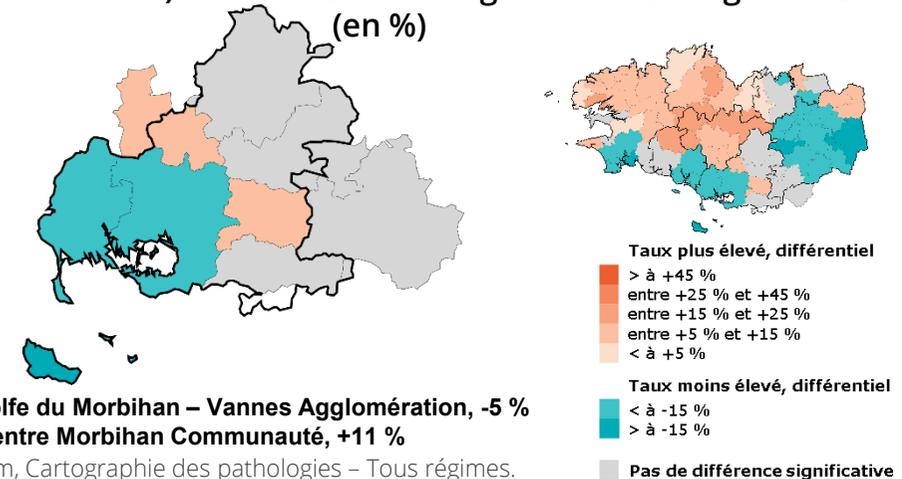 (en %)
Taux plus élevé, différentiel
> à +45 %
entre +25 % et +45 %
entre +15 % et +25 %
entre +5 % et +15 %
< à +5 %
Taux moins élevé, différentiel
< à -15 %
> à -15 %
Pas de différence significative
lfe du Morbihan – Vannes Agglomération, -5 %
entre Morbihan Communauté, +11 %
m, Cartographie des pathologies – Tous régimes.